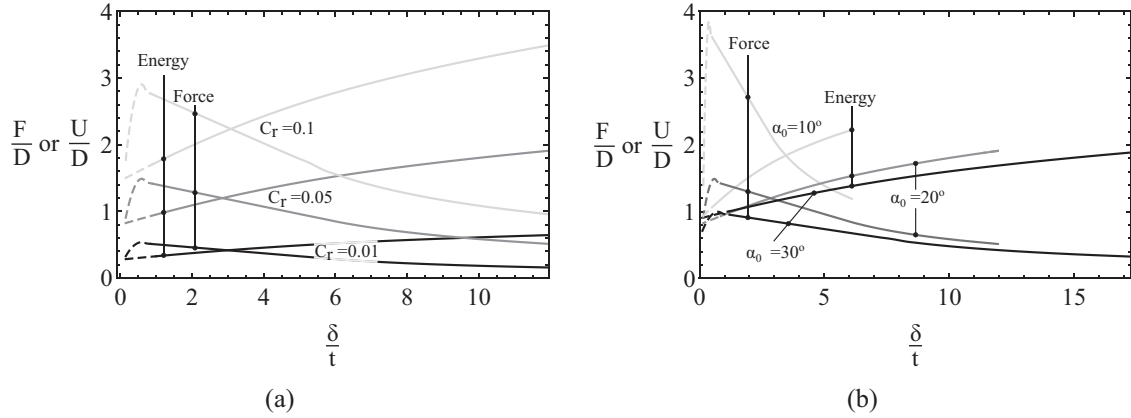 (a)
4
3
2
1
0
F/D or U/D
Energy
Force
C_r =0.1
C_r =0.05
C_r =0.01
0 2 4 6 8 10
δ/t
(b)
4
3
2
1
0
F/D or U/D
Force
Energy
α_0=10°
α_0 =20°
α_0 =30°
0 5 10 15
δ/t
(a) (b)